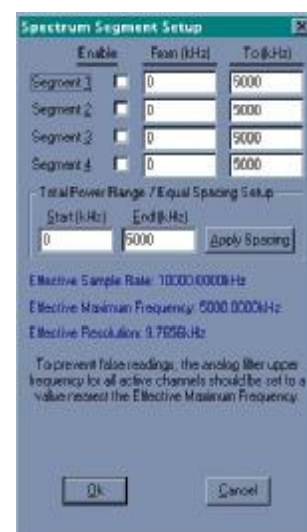 Spectrum Segment Setup
Enable From (kHz) To (kHz)
Segment 1 0 5000
Segment 2 0 5000
Segment 3 0 5000
Segment 4 0 5000
Total Power Range / Equal Spacing Setup
Start (kHz) End (kHz)
0 5000 Apply Spacing
Effective Sample Rate: 10000.0000kHz
Effective Maximum Frequency: 5000.0000kHz
Effective Resolution: 9.7656kHz
To prevent false readings, the analog filter upper
frequency for all active channels should be set to a
value nearest the Effective Maximum Frequency.
Ok Cancel